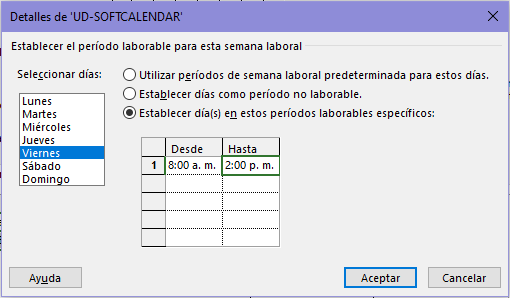 Detalles de 'UD-SOFTCALENDAR'
Establecer el período laborable para esta semana laboral
Seleccionar días:
Lunes
Martes
Miércoles
Jueves
Viernes
Sábado
Domingo
Utilizar períodos de semana laboral predeterminada para estos días.
Establecer días como período no laborable.
Establecer día(s) en estos períodos laborables específicos:
Desde Hasta
1 8:00 a. m. 2:00 p. m.
Ayuda Aceptar Cancelar